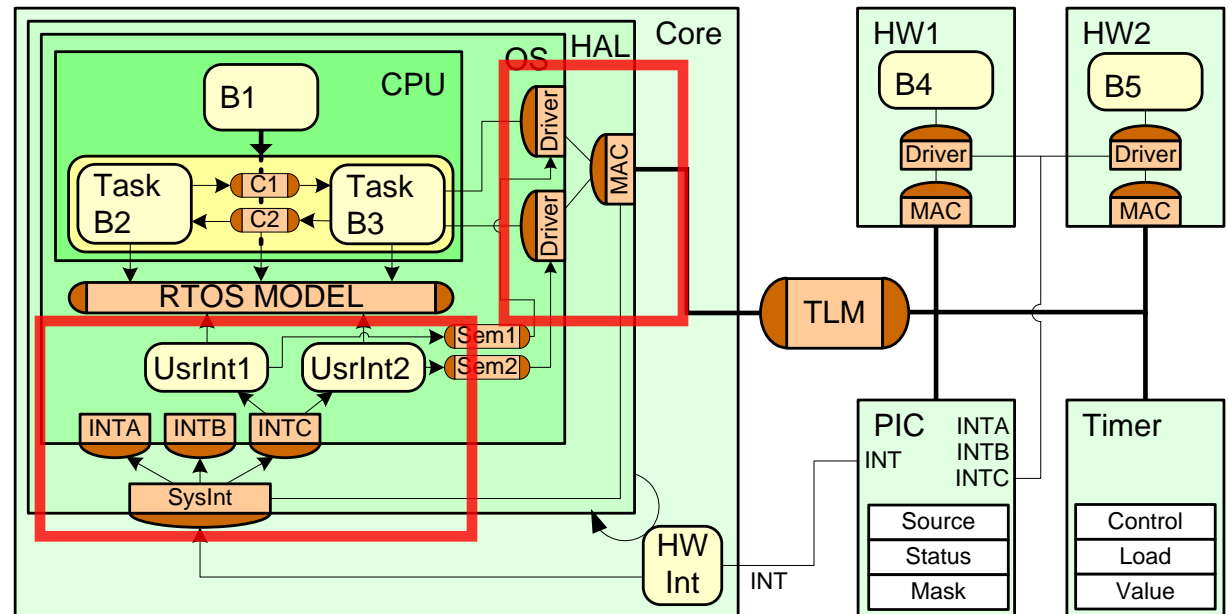 Core
HAL
OS
CPU
B1
Task
B2
C1
C2
Task
B3
Driver
Driver
MAC
RTOS MODEL
UsrInt1
UsrInt2
Sem1
Sem2
INTA
INTB
INTC
SysInt
HW
Int
INT
TLM
HW1
B4
Driver
MAC
HW2
B5
Driver
MAC
PIC
INT
INTA
INTB
INTC
Source
Status
Mask
Timer
Control
Load
Value